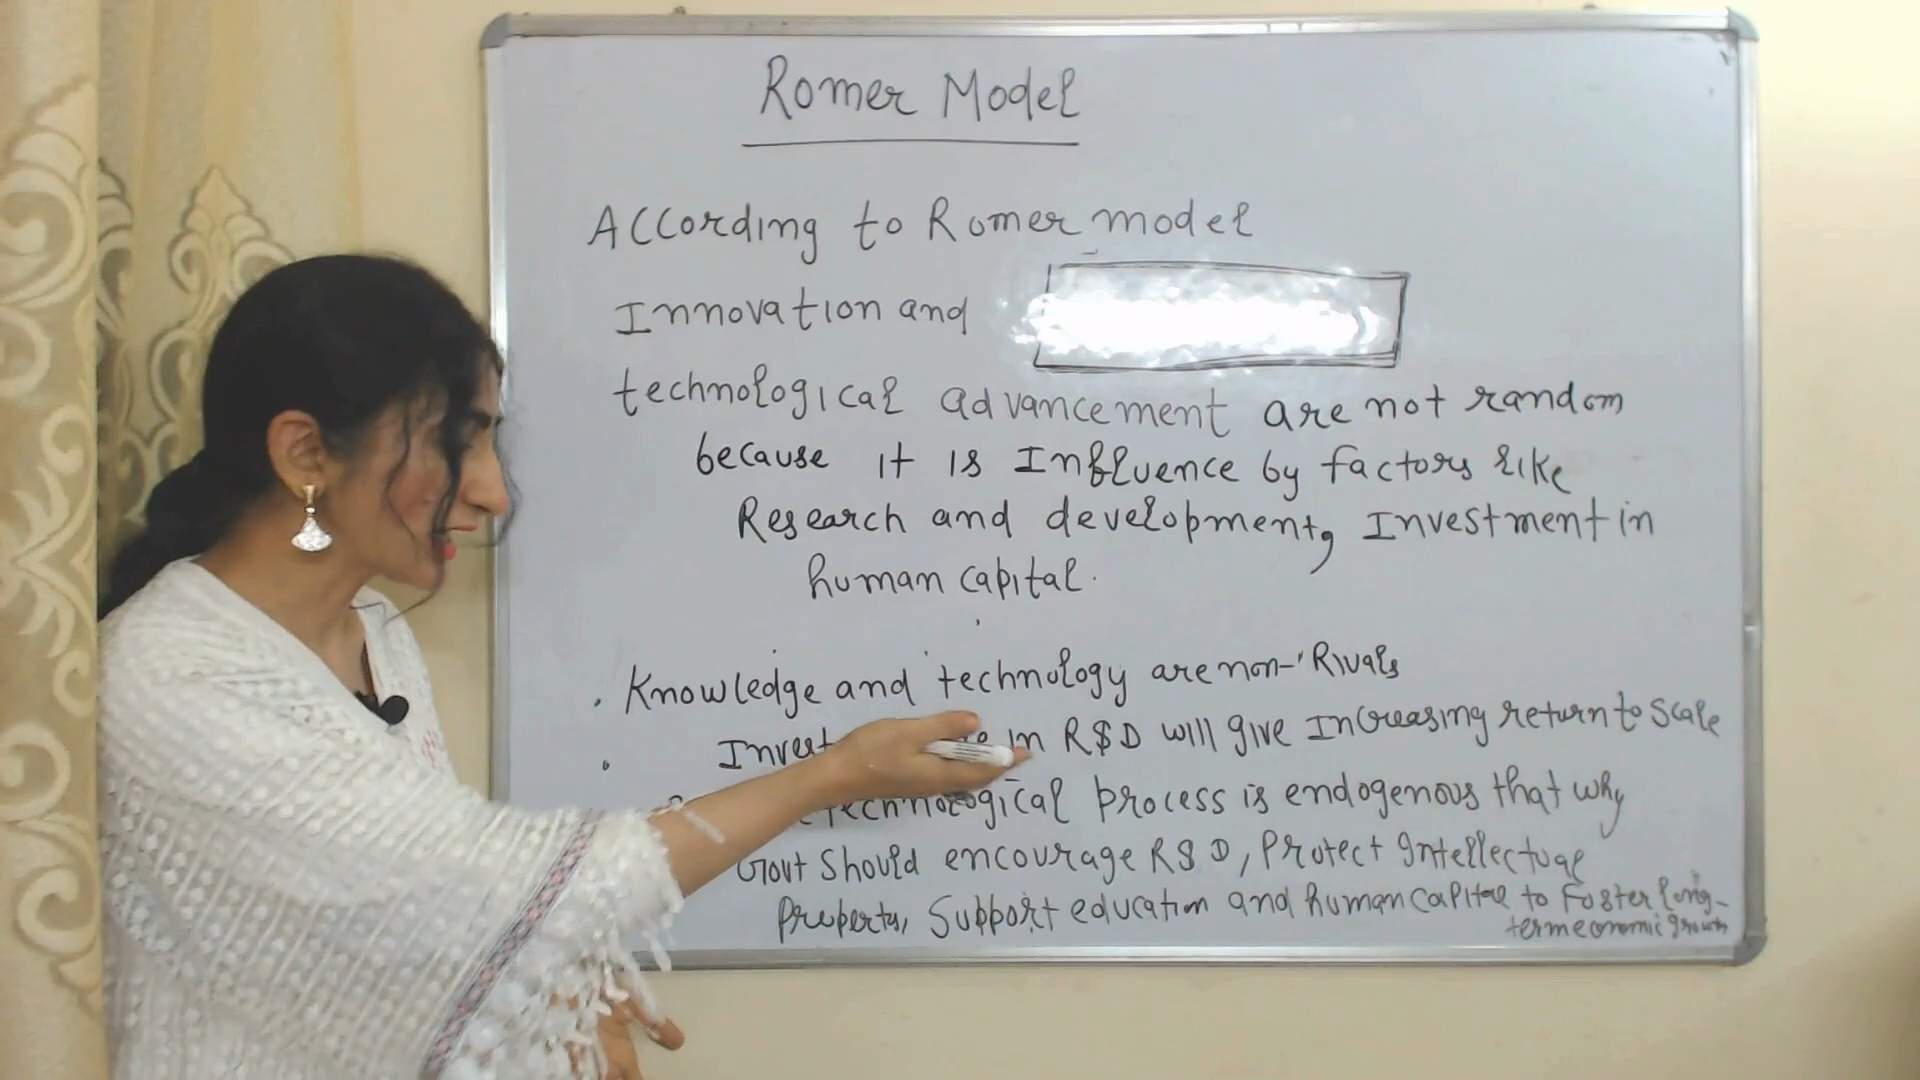 Romer Model
According to Romer model
Innovation and
technological advancement are not random
because it is Influence by factors like
Research and development, Investment in
human capital.
. Knowledge and technology are non-Rivals
. in R$D will give Increasing return to Scale
technological process is endogenous that why
Govt Should encourage R$D, Protect Intellectual
Property, Support education and human capital to Foster long-
term economic growth